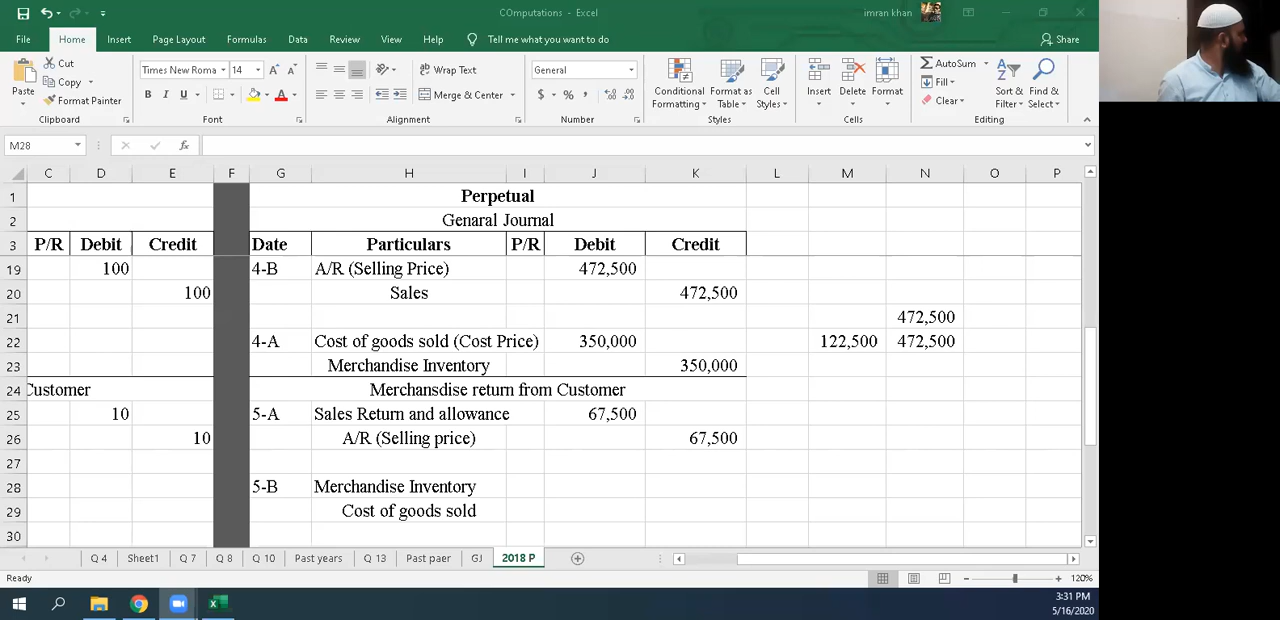 COmputations - Excel
imran khan
File Home Insert Page Layout Formulas Data Review View Help Tell me what you want to do Share
Cut
Copy
Format Painter
Paste
Clipboard
Times New Roma 14 A A
B I U A
Font
Wrap Text
Merge & Center
Alignment
General
$ % ,
Number
Conditional Formatting
Format as Table
Cell Styles
Styles
Insert Delete Format
Cells
AutoSum
Fill
Clear
Sort & Filter
Find & Select
Editing
M28 fx
C D E F G H I J K L M N O P
1 Perpetual
2 Genaral Journal
3 P/R Debit Credit Date Particulars P/R Debit Credit
19 100 4-B A/R (Selling Price) 472,500
20 100 Sales 472,500
21 472,500
22 4-A Cost of goods sold (Cost Price) 350,000 122,500 472,500
23 Merchandise Inventory 350,000
24 Customer Merchansdise return from Customer
25 10 5-A Sales Return and allowance 67,500
26 10 A/R (Selling price) 67,500
27
28 5-B Merchandise Inventory
29 Cost of goods sold
30
Q 4 Sheet1 Q 7 Q 8 Q 10 Past years Q 13 Past paer GJ 2018 P
Ready 120%
3:31 PM
5/16/2020